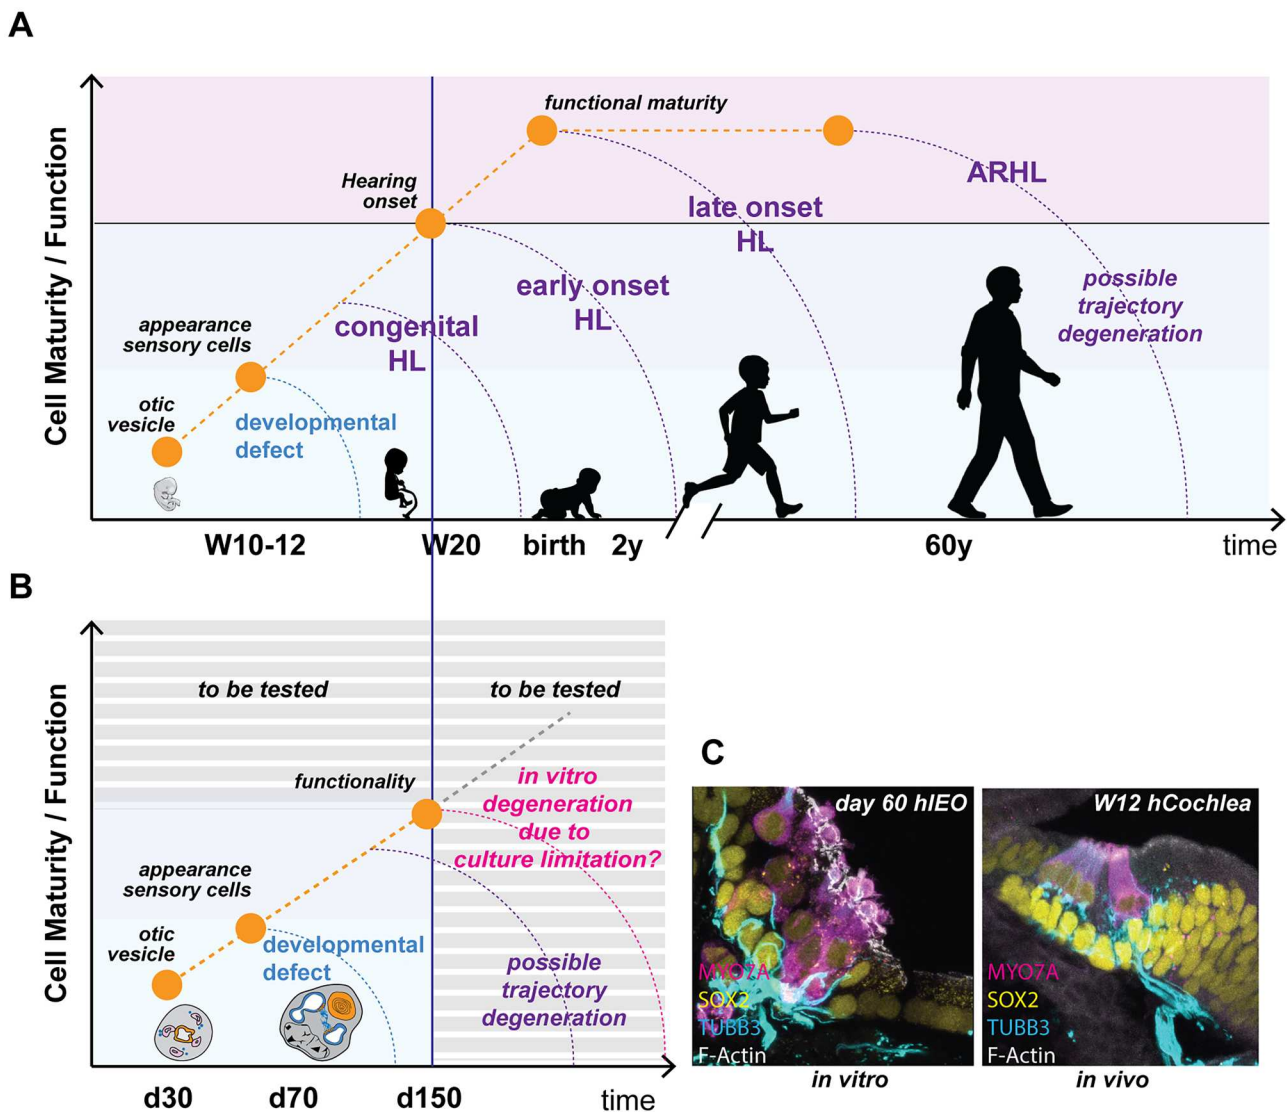 A
Cell Maturity / Function
functional maturity
Hearing
onset
ARHL
late onset
HL
early onset
HL
possible
trajectory
degeneration
congenital
HL
appearance
sensory cells
otic
vesicle
developmental
defect
W10-12
W20
birth
2y
60y
time
B
Cell Maturity / Function
to be tested
to be tested
functionality
in vitro
degeneration
due to
culture limitation?
appearance
sensory cells
otic
vesicle
developmental
defect
possible
trajectory
degeneration
d30
d70
d150
time
C
day 60 hIEO
MYO7A
SOX2
TUBB3
F-Actin
in vitro
W12 hCochlea
MYO7A
SOX2
TUBB3
F-Actin
in vivo